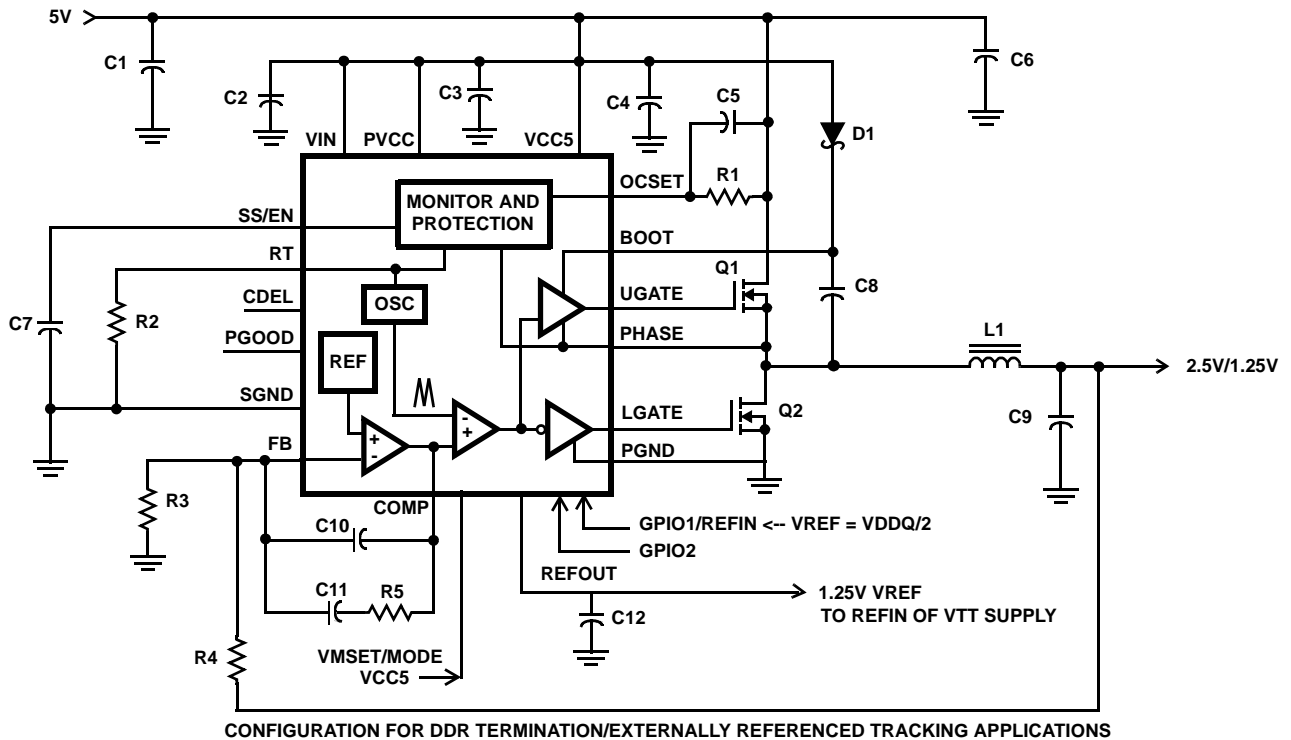 5V
C1
C6
C2
C3
C4
C5
D1
VIN
PVCC
VCC5
OCSET
R1
MONITOR AND
PROTECTION
SS/EN
BOOT
RT
Q1
C8
CDEL
OSC
UGATE
C7
R2
PGOOD
PHASE
L1
REF
2.5V/1.25V
SGND
LGATE
Q2
C9
-
+
+
-
FB
PGND
R3
COMP
C10
GPIO1/REFIN <-- VREF = VDDQ/2
GPIO2
REFOUT
C11
R5
1.25V VREF
TO REFIN OF VTT SUPPLY
C12
R4
VMSET/MODE
VCC5
CONFIGURATION FOR DDR TERMINATION/EXTERNALLY REFERENCED TRACKING APPLICATIONS